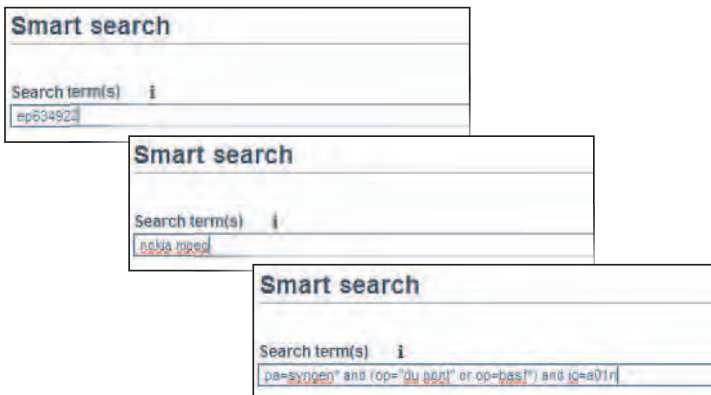 Smart search
Search term(s) i
ep634922
Smart search
Search term(s) i
nokia mpeg
Smart search
Search term(s) i
pa=syngen* and (op="du pont" or op=basf*) and ic=a01n